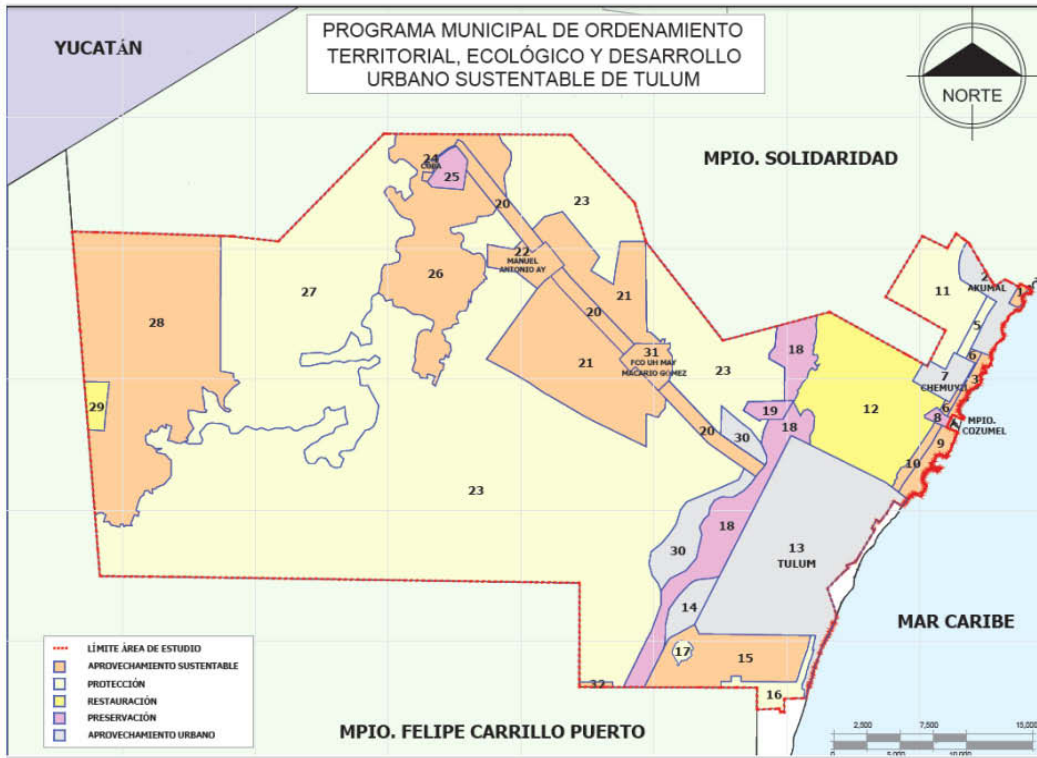 PROGRAMA MUNICIPAL DE ORDENAMIENTO
TERRITORIAL, ECOLÓGICO Y DESARROLLO
URBANO SUSTENTABLE DE TULUM
YUCATÁN
NORTE
MPIO. SOLIDARIDAD
24
COBA
25
20
23
22
MANUEL
ANTONIO AY
26
27
28
29
21
20
21
31
FCO UH MAY
MACARIO GOMEZ
23
20
30
18
19
18
12
11
2
AKUMAL
1
5
6
3
7
CHEMUYIL
6
8
MPIO.
COZUMEL
9
10
23
18
30
13
TULUM
14
MAR CARIBE
17
15
32
16
LÍMITE ÁREA DE ESTUDIO
APROVECHAMIENTO SUSTENTABLE
PROTECCIÓN
RESTAURACIÓN
PRESERVACIÓN
APROVECHAMIENTO URBANO
MPIO. FELIPE CARRILLO PUERTO
2,500 7,500 15,000
5,000 10,000